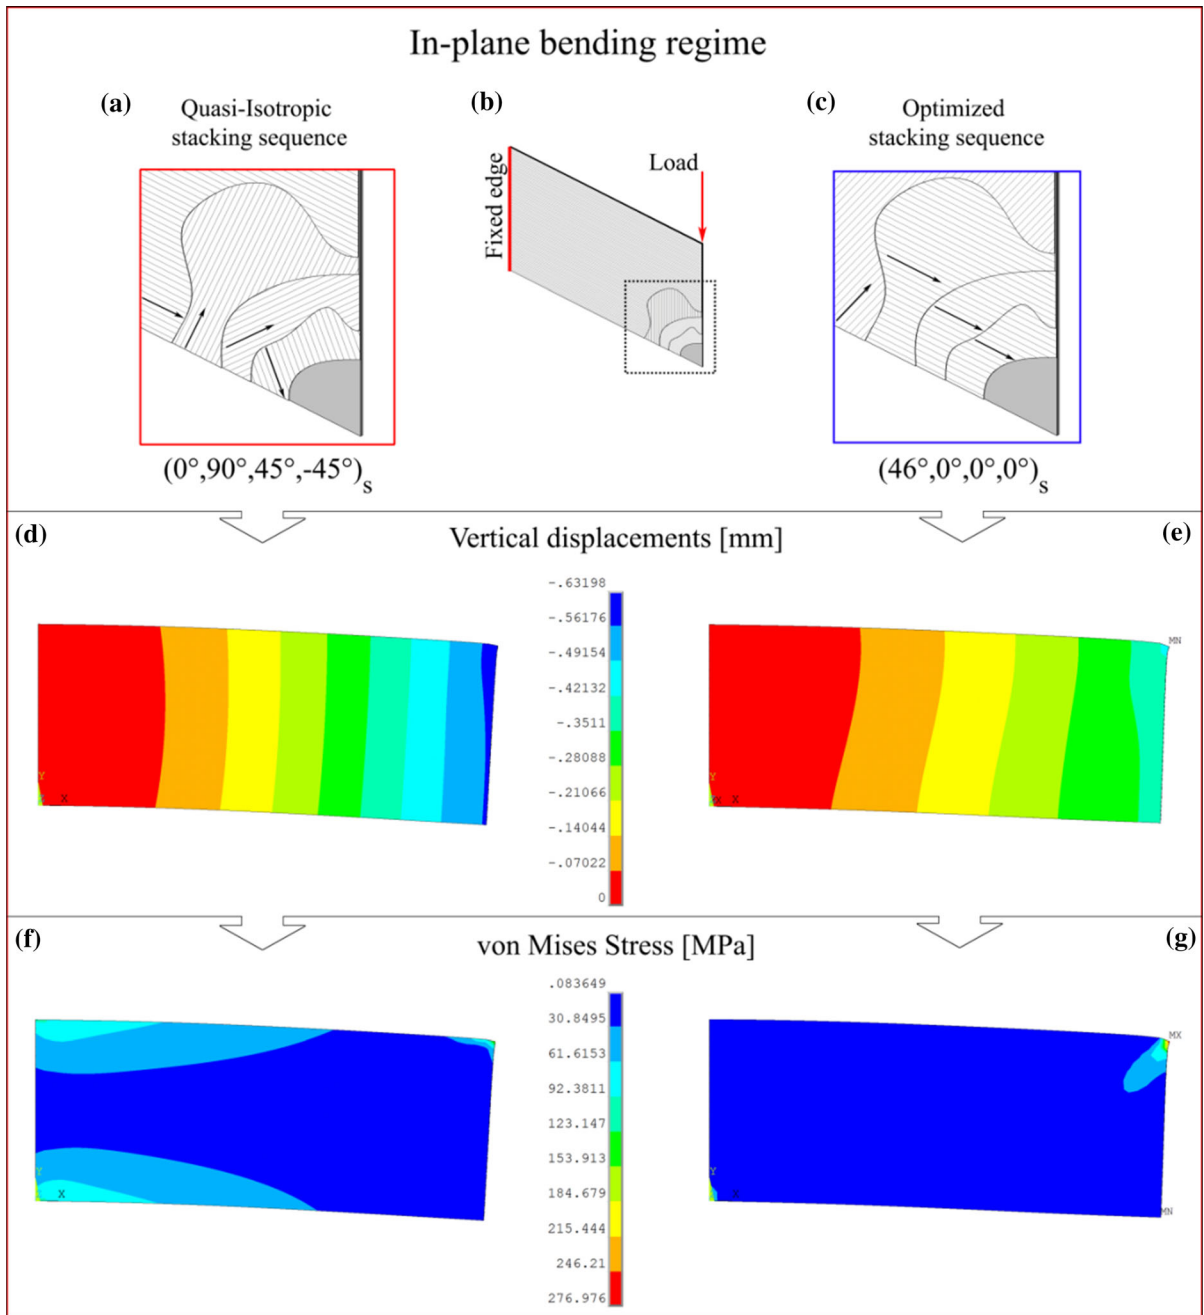 In-plane bending regime
(a)
Quasi-Isotropic
stacking sequence
(b)
(c)
Optimized
stacking sequence
Fixed edge
Load
(0°,90°,45°,-45°)s
(46°,0°,0°,0°)s
(d)
Vertical displacements [mm]
(e)
-.63198
-.56176
-.49154
-.42132
-.3511
-.28088
-.21066
-.14044
-.07022
0
Y
X
MN
Y
X
X
(f)
von Mises Stress [MPa]
(g)
.083649
30.8495
61.6153
92.3811
123.147
153.913
184.679
215.444
246.21
276.976
Y
X
MX
Y
X
MN